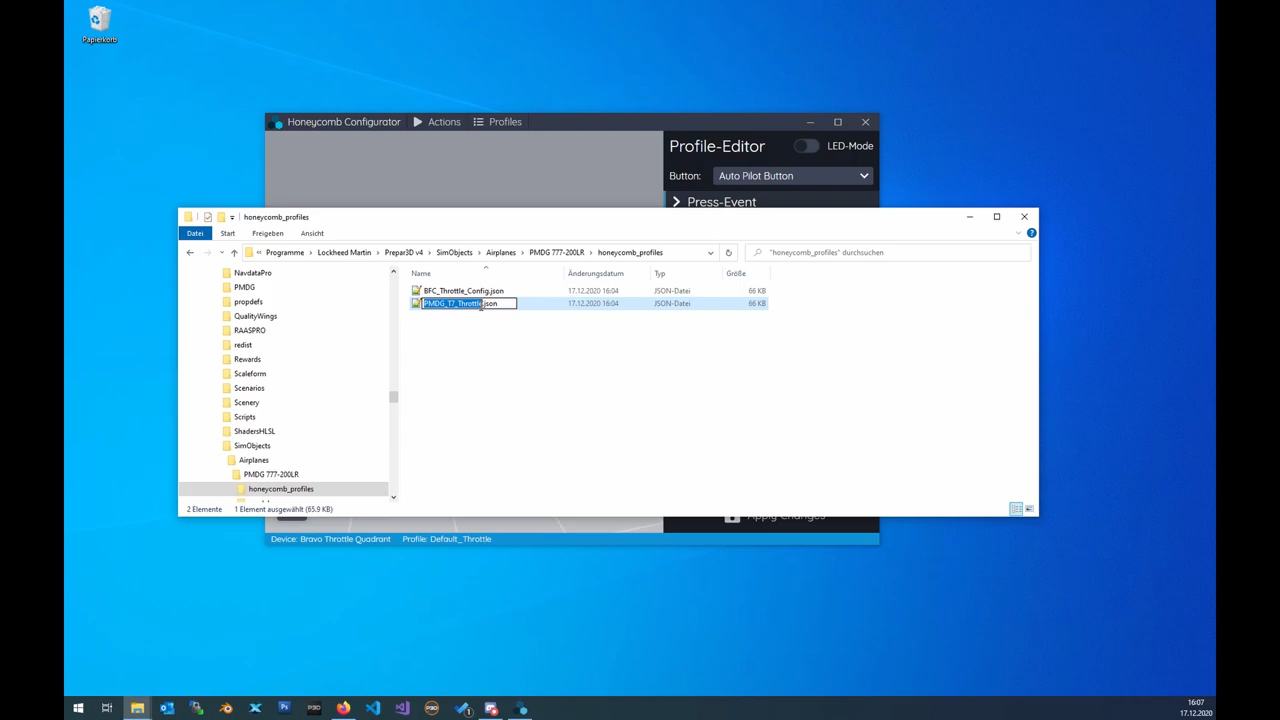 Papierkorb
Honeycomb Configurator
Actions
Profiles
Profile-Editor
LED-Mode
Button:
Auto Pilot Button
Press-Event
honeycomb_profiles
Datei
Start
Freigeben
Ansicht
« Programme > Lockheed Martin > Prepar3D v4 > SimObjects > Airplanes > PMDG 777-200LR > honeycomb_profiles
"honeycomb_profiles" durchsuchen
NavdataPro
PMDG
propdefs
QualityWings
RAASPRO
redist
Rewards
Scaleform
Scenarios
Scenery
Scripts
ShadersHLSL
SimObjects
Airplanes
PMDG 777-200LR
honeycomb_profiles
Name
Änderungsdatum
Typ
Größe
BFC_Throttle_Config.json 17.12.2020 16:04 JSON-Datei 66 KB
PMDG_T7_Throttle.json 17.12.2020 16:04 JSON-Datei 66 KB
2 Elemente
1 Element ausgewählt (65.9 KB)
Apply Changes
Device: Bravo Throttle Quadrant
Profile: Default_Throttle
P3D
P3D
1
16:07
17.12.2020